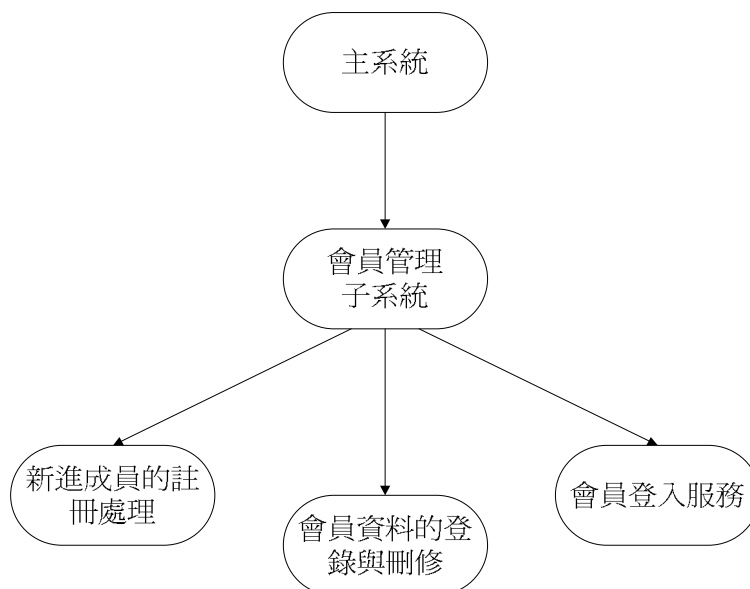 主系統
會員管理
子系統
新進成員的註
冊處理
會員資料的登
錄與刪修
會員登入服務